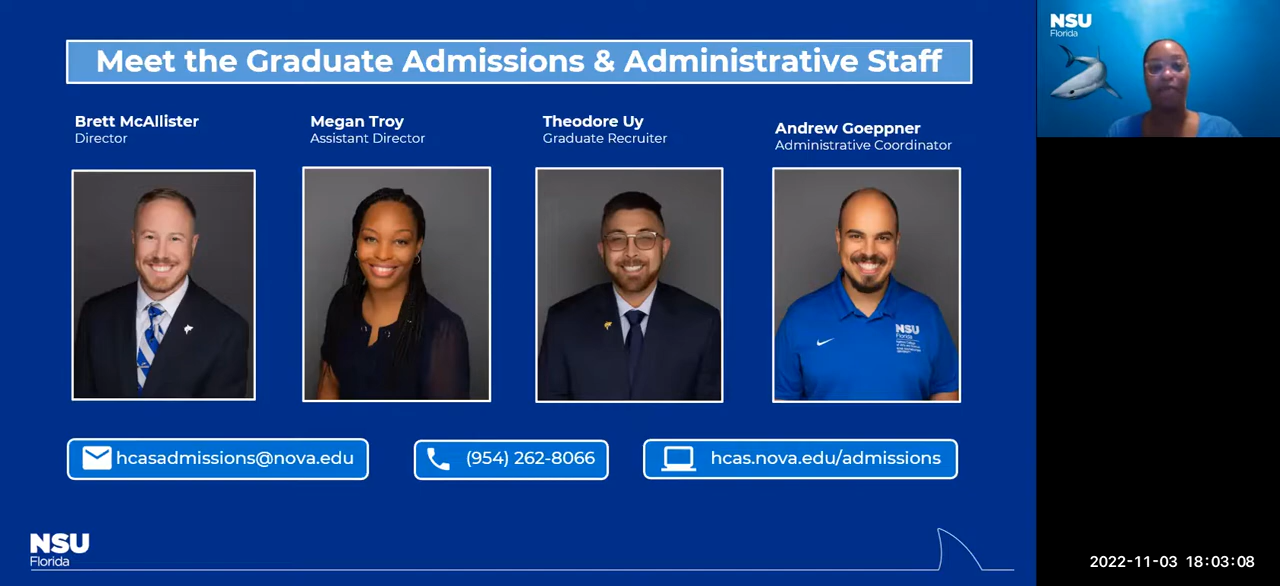 Meet the Graduate Admissions & Administrative Staff
Brett McAllister
Director
Megan Troy
Assistant Director
Theodore Uy
Graduate Recruiter
Andrew Goeppner
Administrative Coordinator
NSU
Florida
hcasadmissions@nova.edu
(954) 262-8066
hcas.nova.edu/admissions
NSU
Florida
NSU
Florida
2022-11-03 18:03:08